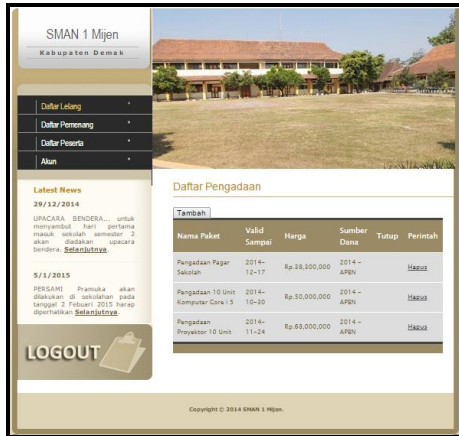 SMAN 1 Mijen
Kabupaten Demak
Daftar Lelang
Daftar Pemenang
Daftar Peserta
Akun
Latest News
29/12/2014
UPACARA BENDERA... untuk
menyambut hari pertama
masuk sekolah semester 2
akan diadakan upacara
bendera. Selanjutnya.
5/1/2015
PERSAMI Pramuka akan
dilakukan di sekolahan pada
tanggal 2 Febuari 2015 harap
diperhatikan Selanjutnya.
LOGOUT
Daftar Pengadaan
Tambah
Nama Paket Valid Sampai Harga Sumber Dana Tutup Perintah
Pengadaan Pagar Sekolah 2014-12-17 Rp.38,200,000 2014 - APBN Hapus
Pengadaan 10 Unit Komputer Core i 5 2014-10-30 Rp.50,000,000 2014 - APBN Hapus
Pengadaan Proyektor 10 Unit 2014-11-24 Rp.68,000,000 2014 - APBN Hapus
Copyright © 2014 SMAN 1 Mijen.